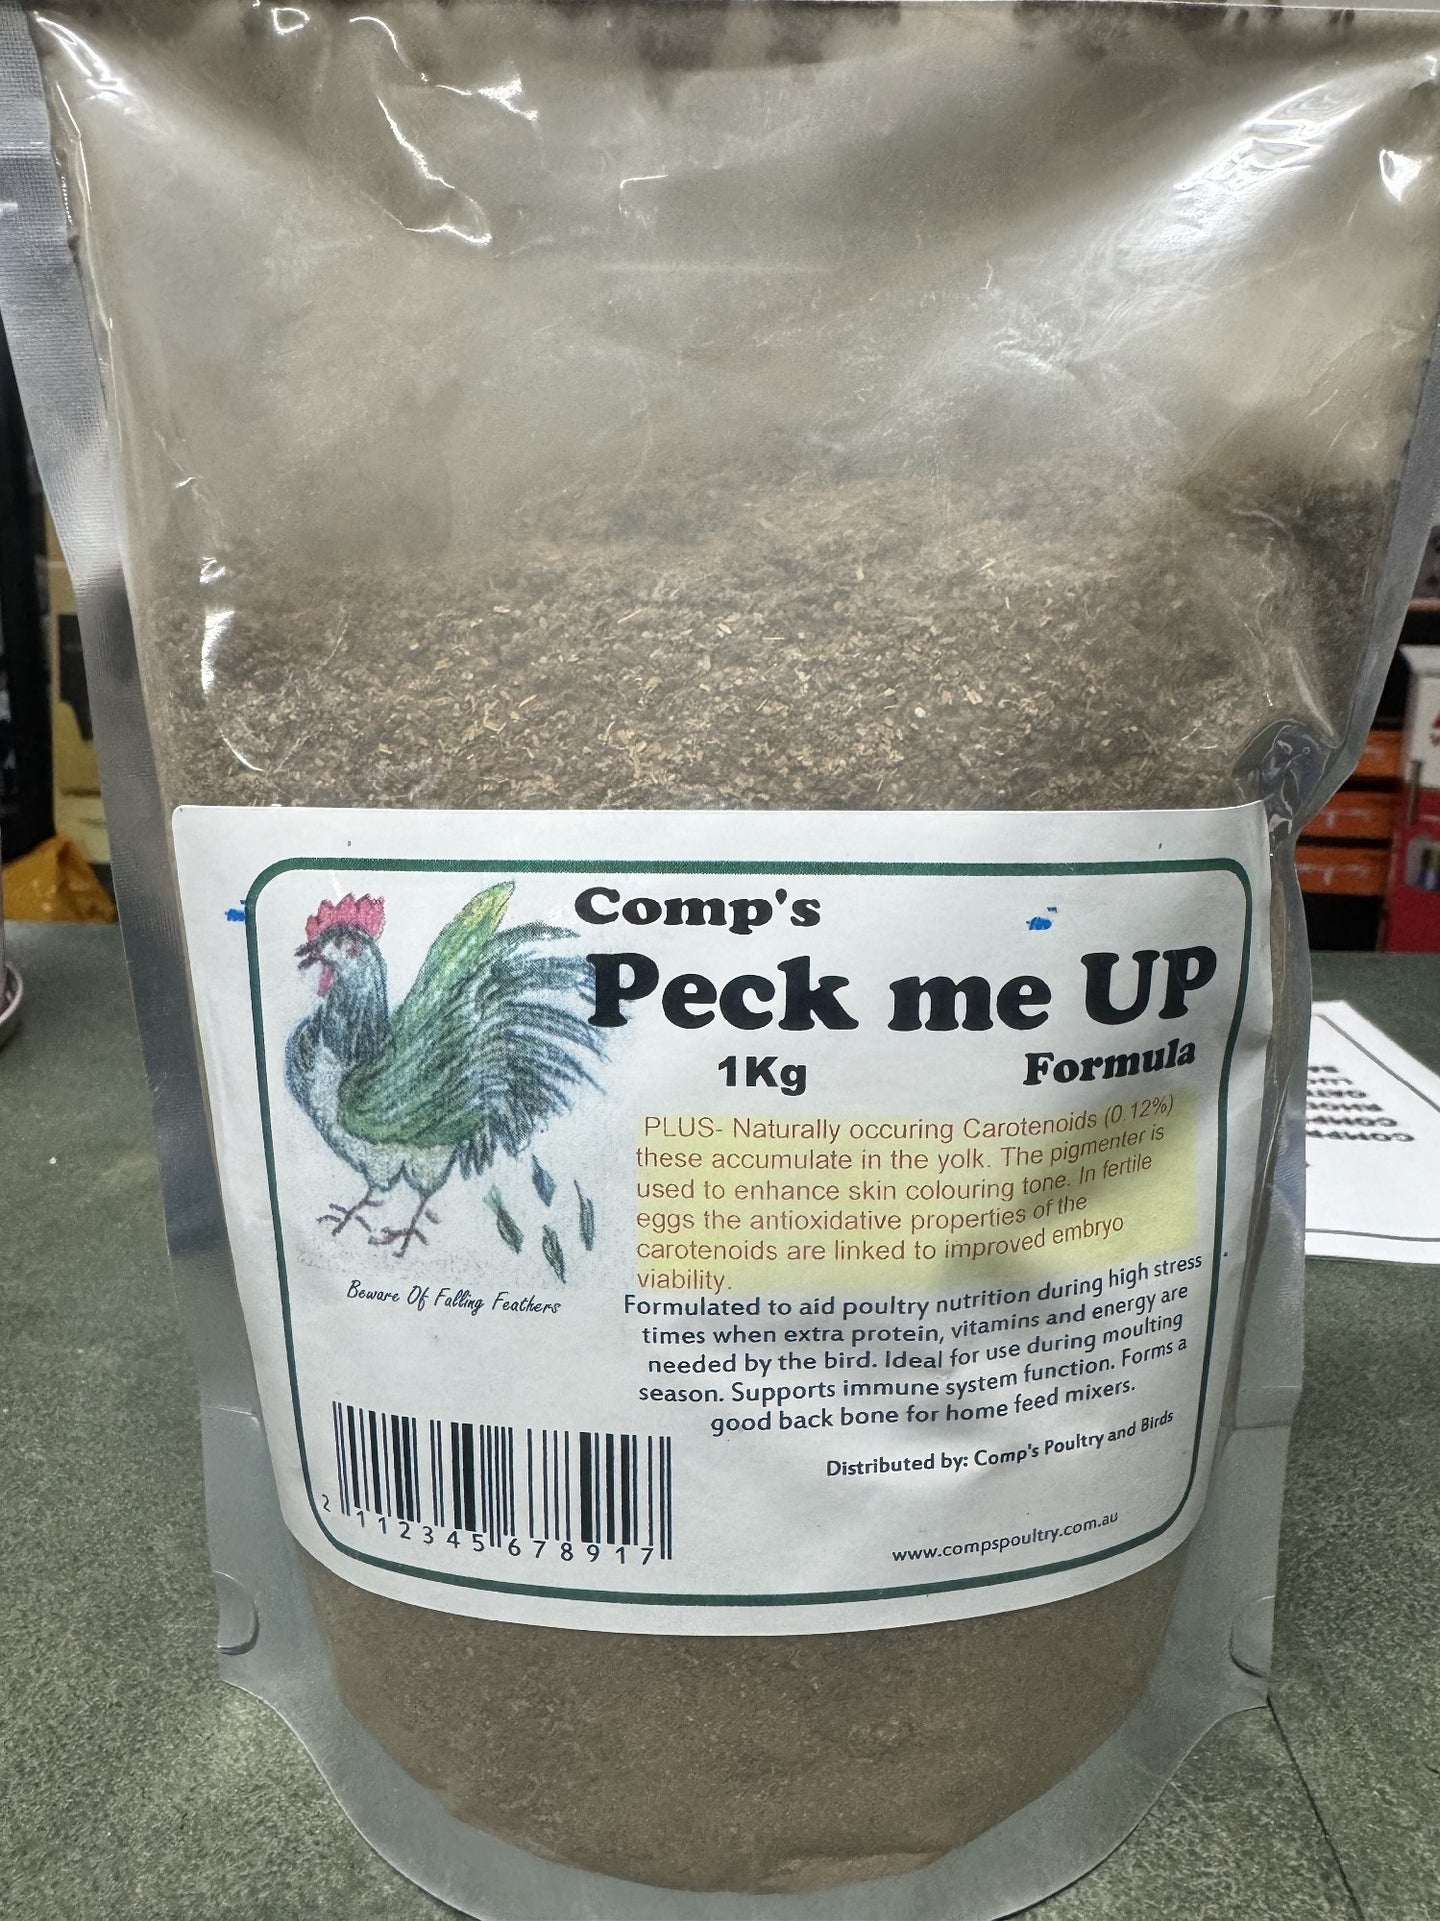 Comp's
Peck me UP
1Kg Formula
PLUS- Naturally occuring Carotenoids (0.12%)
these accumulate in the yolk. The pigmenter is
used to enhance skin colouring tone. In fertile
eggs the antioxidative properties of the
carotenoids are linked to improved embryo
viability.
Beware Of Falling Feathers
Formulated to aid poultry nutrition during high stress
times when extra protein, vitamins and energy are
needed by the bird. Ideal for use during moulting
season. Supports immune system function. Forms a
good back bone for home feed mixers.
Distributed by: Comp's Poultry and Birds
2 112345 678917
www.compspoultry.com.au